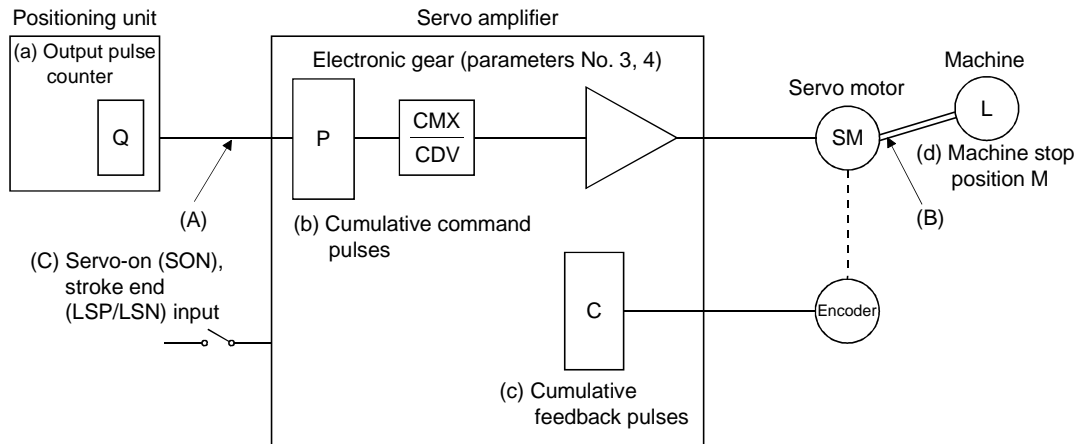 Positioning unit
Servo amplifier
(a) Output pulse
counter
Q
Electronic gear (parameters No. 3, 4)
P
CMX
CDV
Servo motor
SM
Machine
L
(d) Machine stop
position M
(A)
(B)
(b) Cumulative command
pulses
(C) Servo-on (SON),
stroke end
(LSP/LSN) input
C
Encoder
(c) Cumulative
feedback pulses